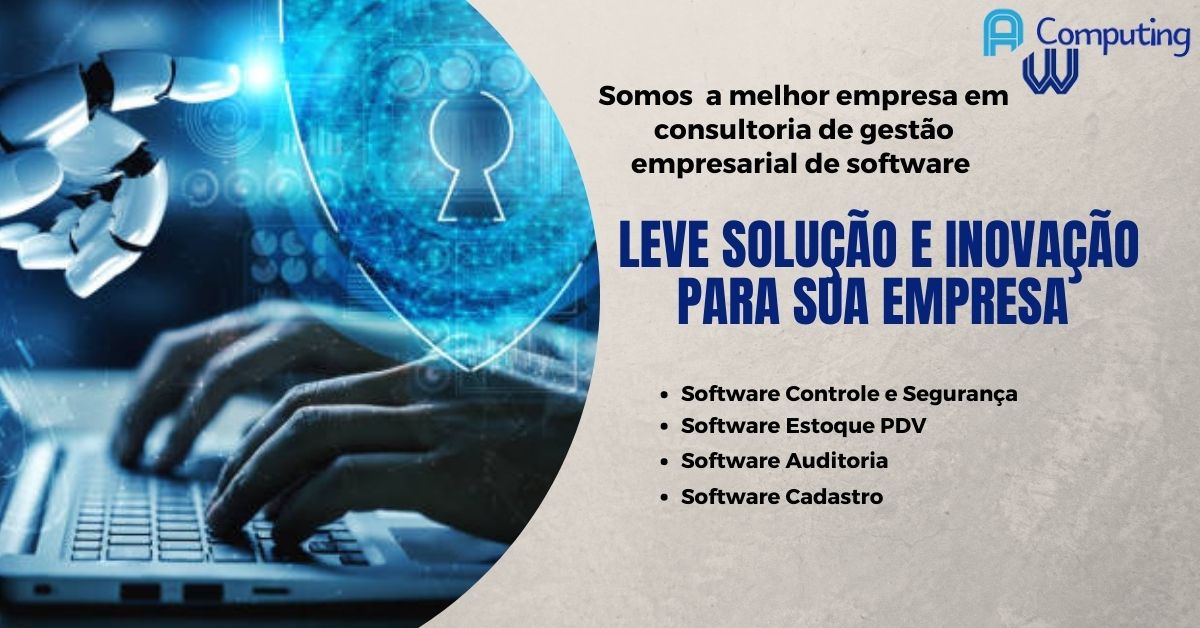 A Computing
W
Somos a melhor empresa em
consultoria de gestão
empresarial de software
LEVE SOLUÇÃO E INOVAÇÃO
PARA SUA EMPRESA
• Software Controle e Segurança
• Software Estoque PDV
• Software Auditoria
• Software Cadastro